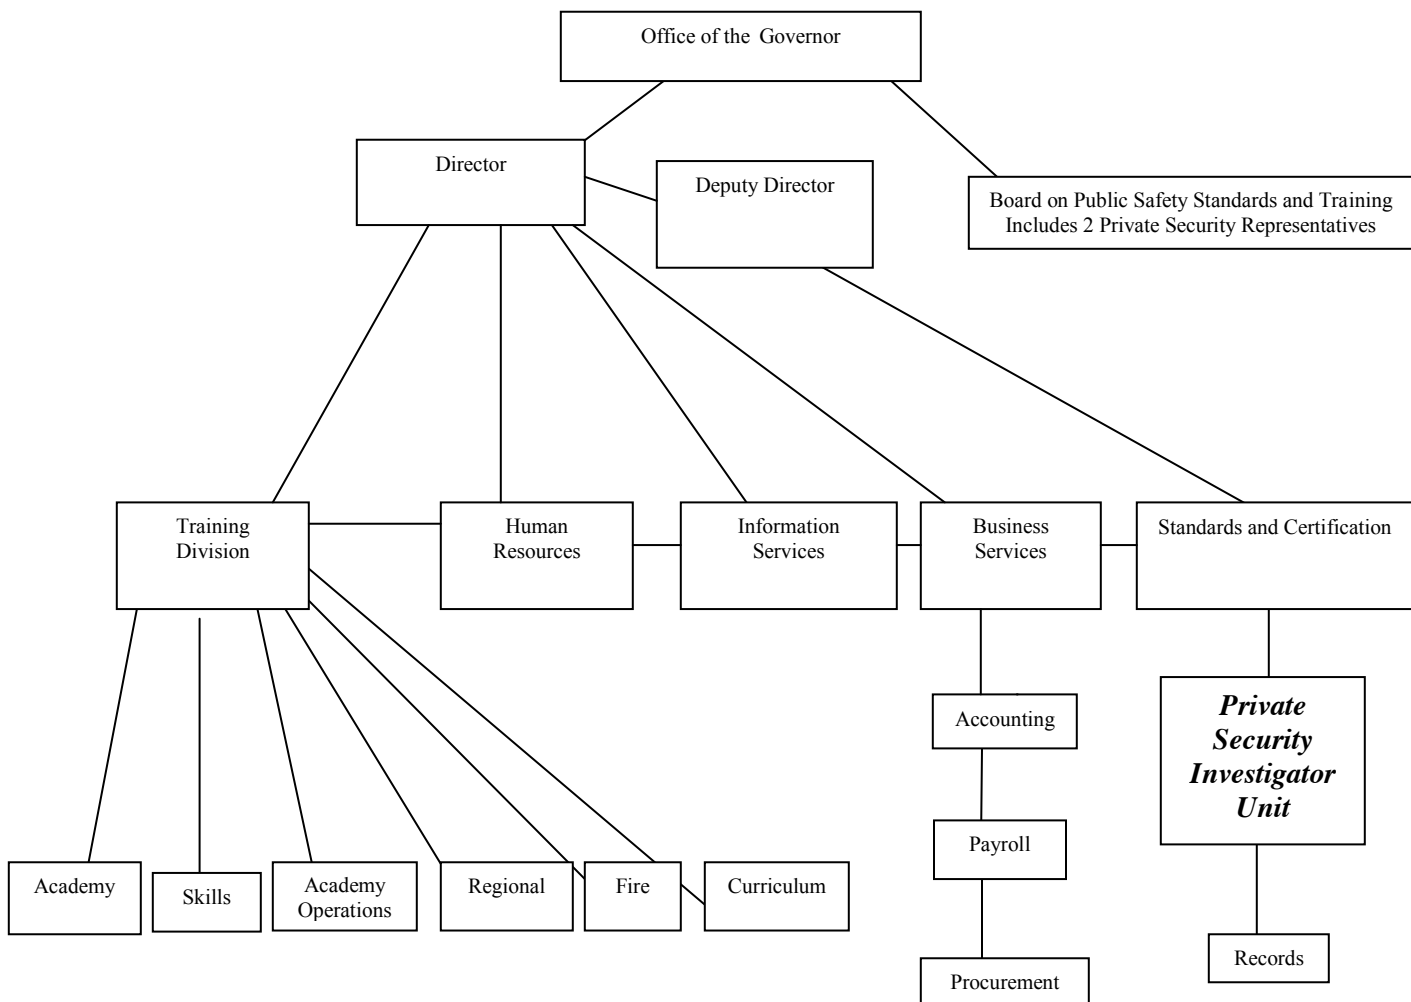 Office of the Governor
Director
Deputy Director
Board on Public Safety Standards and Training
Includes 2 Private Security Representatives
Training
Division
Human
Resources
Information
Services
Business
Services
Standards and Certification
Accounting
Private
Security
Investigator
Unit
Payroll
Academy
Skills
Academy
Operations
Regional
Fire
Curriculum
Procurement
Records